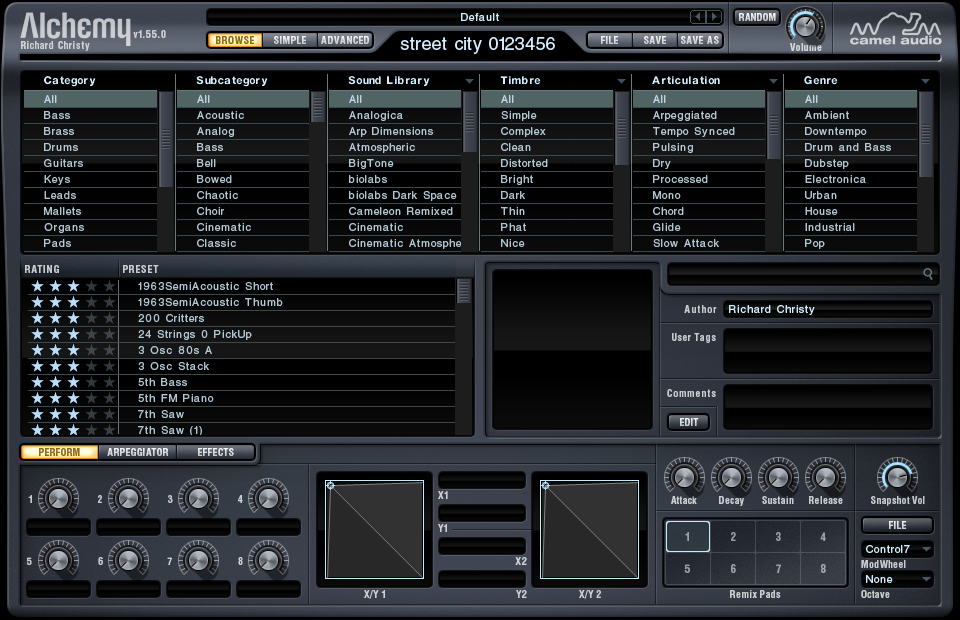 Alchemy v1.55.0
Richard Christy
Default
BROWSE SIMPLE ADVANCED
street city 0123456
FILE SAVE SAVE AS
RANDOM
Volume
camel audio
Category Subcategory Sound Library Timbre Articulation Genre
All All All All All All
Bass Acoustic Analogica Simple Arpeggiated Ambient
Brass Analog Arp Dimensions Complex Tempo Synced Downtempo
Drums Bass Atmospheric Clean Pulsing Drum and Bass
Guitars Bell BigTone Distorted Dry Dubstep
Keys Bowed biolabs Bright Processed Electronica
Leads Chaotic biolabs Dark Space Dark Mono Urban
Mallets Choir Cameleon Remixed Thin Chord House
Organs Cinematic Cinematic Phat Glide Industrial
Pads Classic Cinematic Atmosphe Nice Slow Attack Pop
RATING PRESET
1963SemiAcoustic Short
1963SemiAcoustic Thumb
200 Critters
24 Strings 0 PickUp
3 Osc 80s A
3 Osc Stack
5th Bass
5th FM Piano
7th Saw
7th Saw (1)
Author Richard Christy
User Tags
Comments
EDIT
PERFORM ARPEGGIATOR EFFECTS
1 2 3 4
5 6 7 8
X1
Y1
X2
Y2
X/Y 1
X/Y 2
Attack Decay Sustain Release
Snapshot Vol
1 2 3 4
5 6 7 8
Remix Pads
FILE
Control7
ModWheel
None
Octave